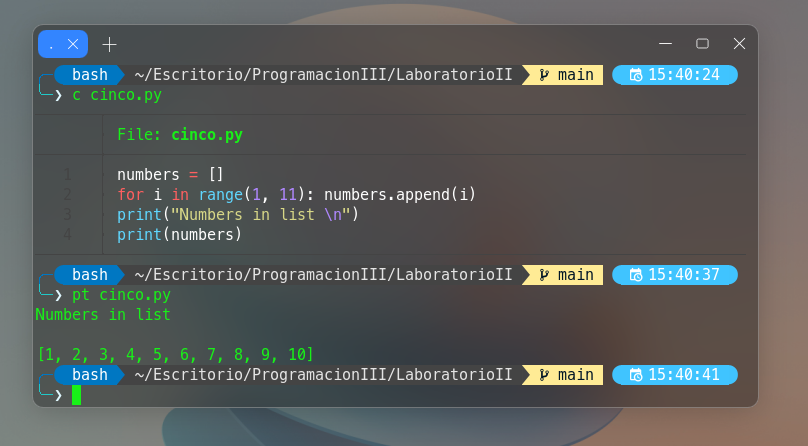 .
bash ~/Escritorio/ProgramacionIII/LaboratorioII main 15:40:24
❯ c cinco.py
File: cinco.py
1 numbers = []
2 for i in range(1, 11): numbers.append(i)
3 print("Numbers in list \n")
4 print(numbers)
bash ~/Escritorio/ProgramacionIII/LaboratorioII main 15:40:37
❯ pt cinco.py
Numbers in list
[1, 2, 3, 4, 5, 6, 7, 8, 9, 10]
bash ~/Escritorio/ProgramacionIII/LaboratorioII main 15:40:41
❯